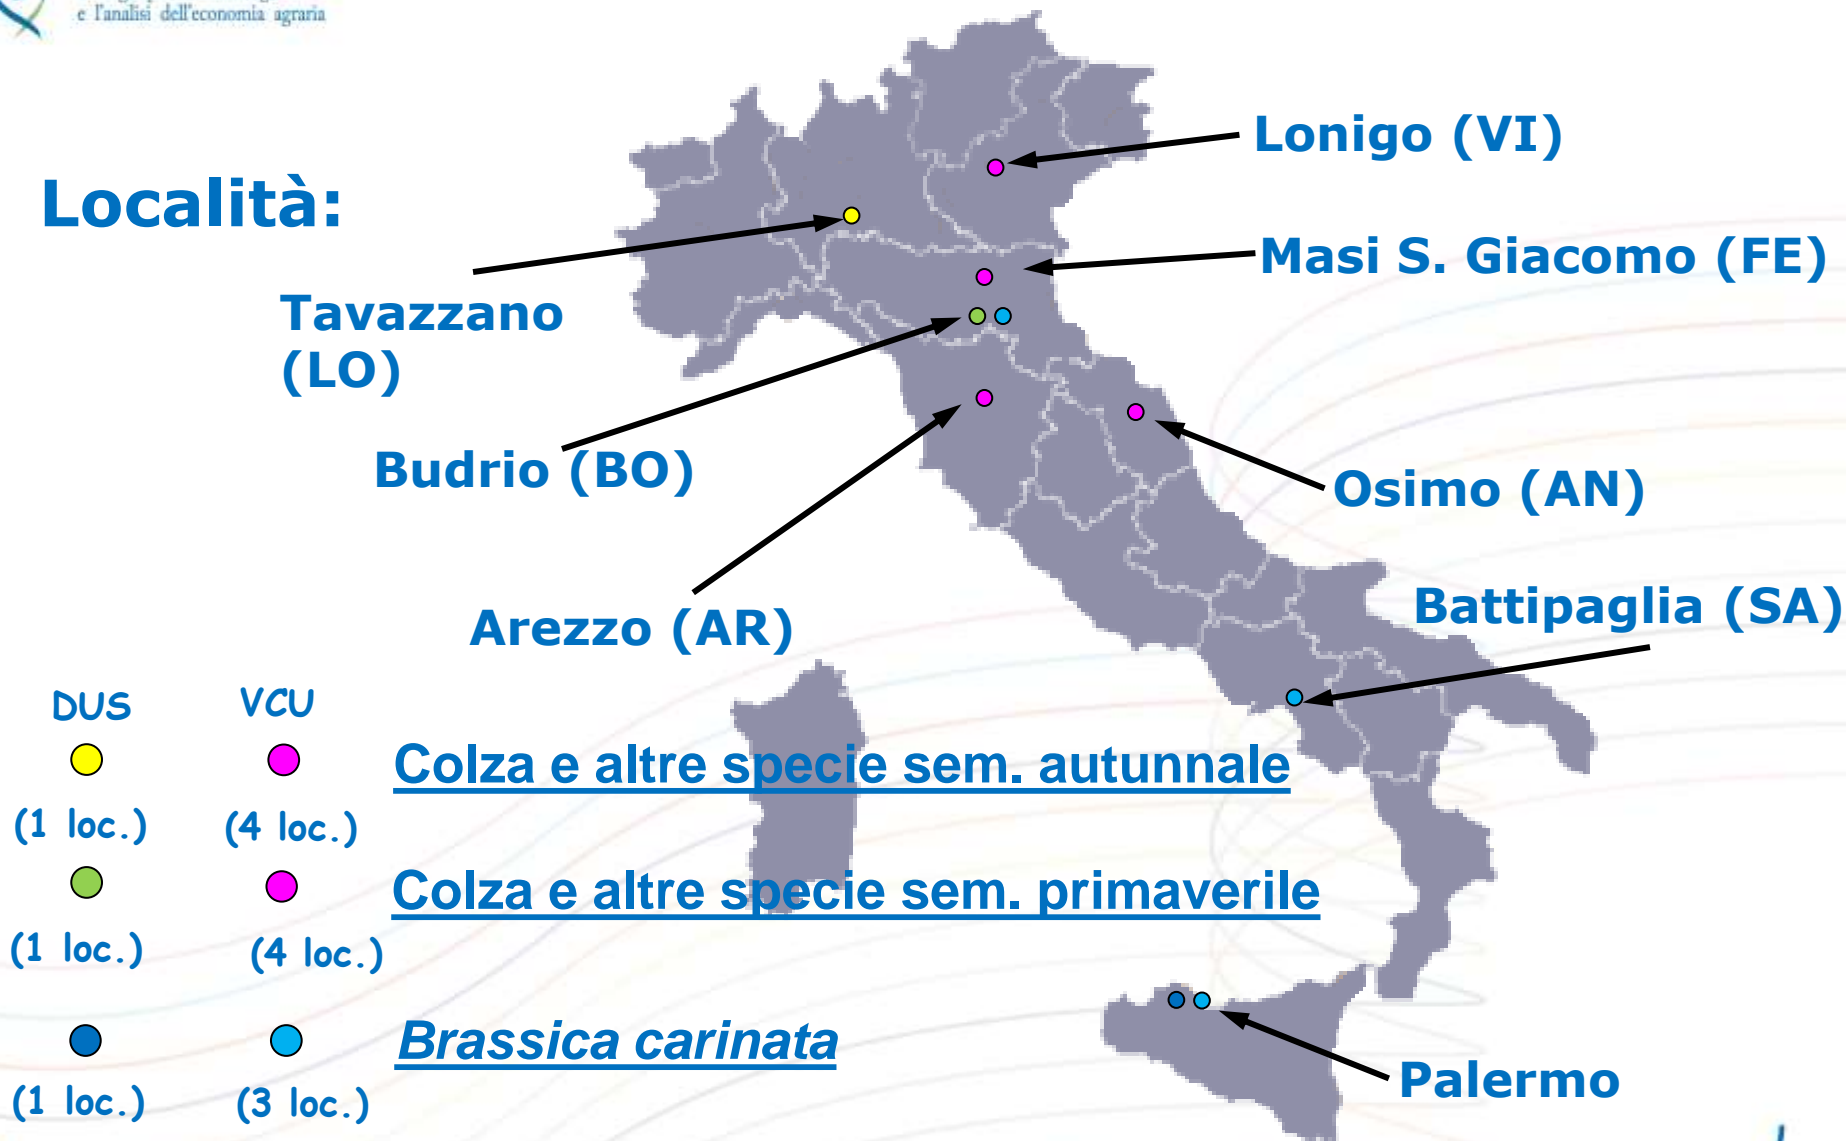 e l'analisi dell'economia agraria
Località:
Lonigo (VI)
Masi S. Giacomo (FE)
Tavazzano
(LO)
Budrio (BO)
Osimo (AN)
Arezzo (AR)
Battipaglia (SA)
DUS VCU
Colza e altre specie sem. autunnale
(1 loc.) (4 loc.)
Colza e altre specie sem. primaverile
(1 loc.) (4 loc.)
Brassica carinata
(1 loc.) (3 loc.)
Palermo